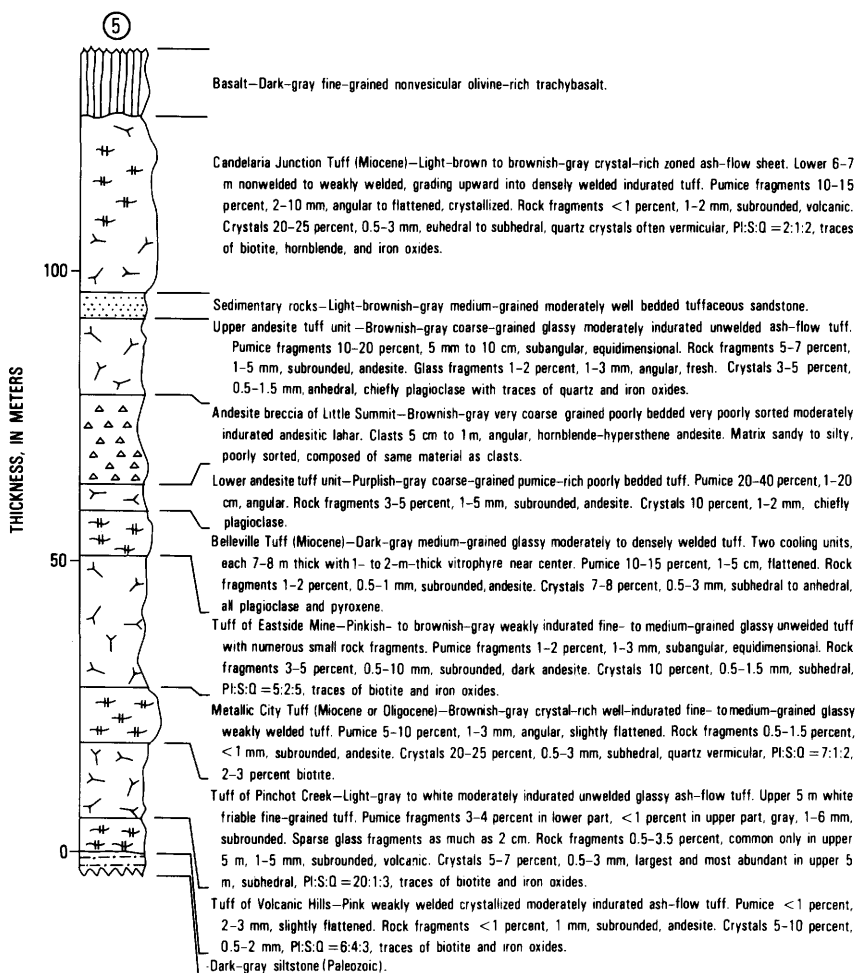 5
Basalt—Dark-gray fine-grained nonvesicular olivine-rich trachybasalt.
Candelaria Junction Tuff (Miocene)—Light-brown to brownish-gray crystal-rich zoned ash-flow sheet. Lower 6-7
m nonwelded to weakly welded, grading upward into densely welded indurated tuff. Pumice fragments 10-15
percent, 2-10 mm, angular to flattened, crystallized. Rock fragments <1 percent, 1-2 mm, subrounded, volcanic.
Crystals 20-25 percent, 0.5-3 mm, euhedral to subhedral, quartz crystals often vermicular, Pl:S:Q = 2:1:2, traces
of biotite, hornblende, and iron oxides.
100
Sedimentary rocks—Light-brownish-gray medium-grained moderately well bedded tuffaceous sandstone.
Upper andesite tuff unit—Brownish-gray coarse-grained glassy moderately indurated unwelded ash-flow tuff.
Pumice fragments 10-20 percent, 5 mm to 10 cm, subangular, equidimensional. Rock fragments 5-7 percent,
1-5 mm, subrounded, andesite. Glass fragments 1-2 percent, 1-3 mm, angular, fresh. Crystals 3-5 percent,
0.5-1.5 mm, anhedral, chiefly plagioclase with traces of quartz and iron oxides.
Andesite breccia of Little Summit—Brownish-gray very coarse grained poorly bedded very poorly sorted moderately
indurated andesitic lahar. Clasts 5 cm to 1 m, angular, hornblende-hypersthene andesite. Matrix sandy to silty,
poorly sorted, composed of same material as clasts.
THICKNESS, IN METERS
Lower andesite tuff unit—Purplish-gray coarse-grained pumice-rich poorly bedded tuff. Pumice 20-40 percent, 1-20
cm, angular. Rock fragments 3-5 percent, 1-5 mm, subrounded, andesite. Crystals 10 percent, 1-2 mm, chiefly
plagioclase.
Belleville Tuff (Miocene)—Dark-gray medium-grained glassy moderately to densely welded tuff. Two cooling units,
50
each 7-8 m thick with 1- to 2-m-thick vitrophyre near center. Pumice 10-15 percent, 1-5 cm, flattened. Rock
fragments 1-2 percent, 0.5-1 mm, subrounded, andesite. Crystals 7-8 percent, 0.5-3 mm, subhedral to anhedral,
all plagioclase and pyroxene.
Tuff of Eastside Mine—Pinkish- to brownish-gray weakly indurated fine- to medium-grained glassy unwelded tuff
with numerous small rock fragments. Pumice fragments 1-2 percent, 1-3 mm, subangular, equidimensional. Rock
fragments 3-5 percent, 0.5-10 mm, subrounded, dark andesite. Crystals 10 percent, 0.5-1.5 mm, subhedral,
Pl:S:Q = 5:2:5, traces of biotite and iron oxides.
Metallic City Tuff (Miocene or Oligocene)—Brownish-gray crystal-rich well-indurated fine- to medium-grained glassy
weakly welded tuff. Pumice 5-10 percent, 1-3 mm, angular, slightly flattened. Rock fragments 0.5-1.5 percent,
<1 mm, subrounded, andesite. Crystals 20-25 percent, 0.5-3 mm, subhedral, quartz vermicular, Pl:S:Q = 7:1:2,
2-3 percent biotite.
Tuff of Pinchot Creek—Light-gray to white moderately indurated unwelded glassy ash-flow tuff. Upper 5 m white
friable fine-grained tuff. Pumice fragments 3-4 percent in lower part, <1 percent in upper part, gray, 1-6 mm,
subrounded. Sparse glass fragments as much as 2 cm. Rock fragments 0.5-3.5 percent, common only in upper
0
5 m, 1-5 mm, subrounded, volcanic. Crystals 5-7 percent, 0.5-3 mm, largest and most abundant in upper 5
m, subhedral, Pl:S:Q = 20:1:3, traces of biotite and iron oxides.
Tuff of Volcanic Hills—Pink weakly welded crystallized moderately indurated ash-flow tuff. Pumice <1 percent,
2-3 mm, slightly flattened. Rock fragments <1 percent, 1 mm, subrounded, andesite. Crystals 5-10 percent,
0.5-2 mm, Pl:S:Q = 6:4:3, traces of biotite and iron oxides.
Dark-gray siltstone (Paleozoic).